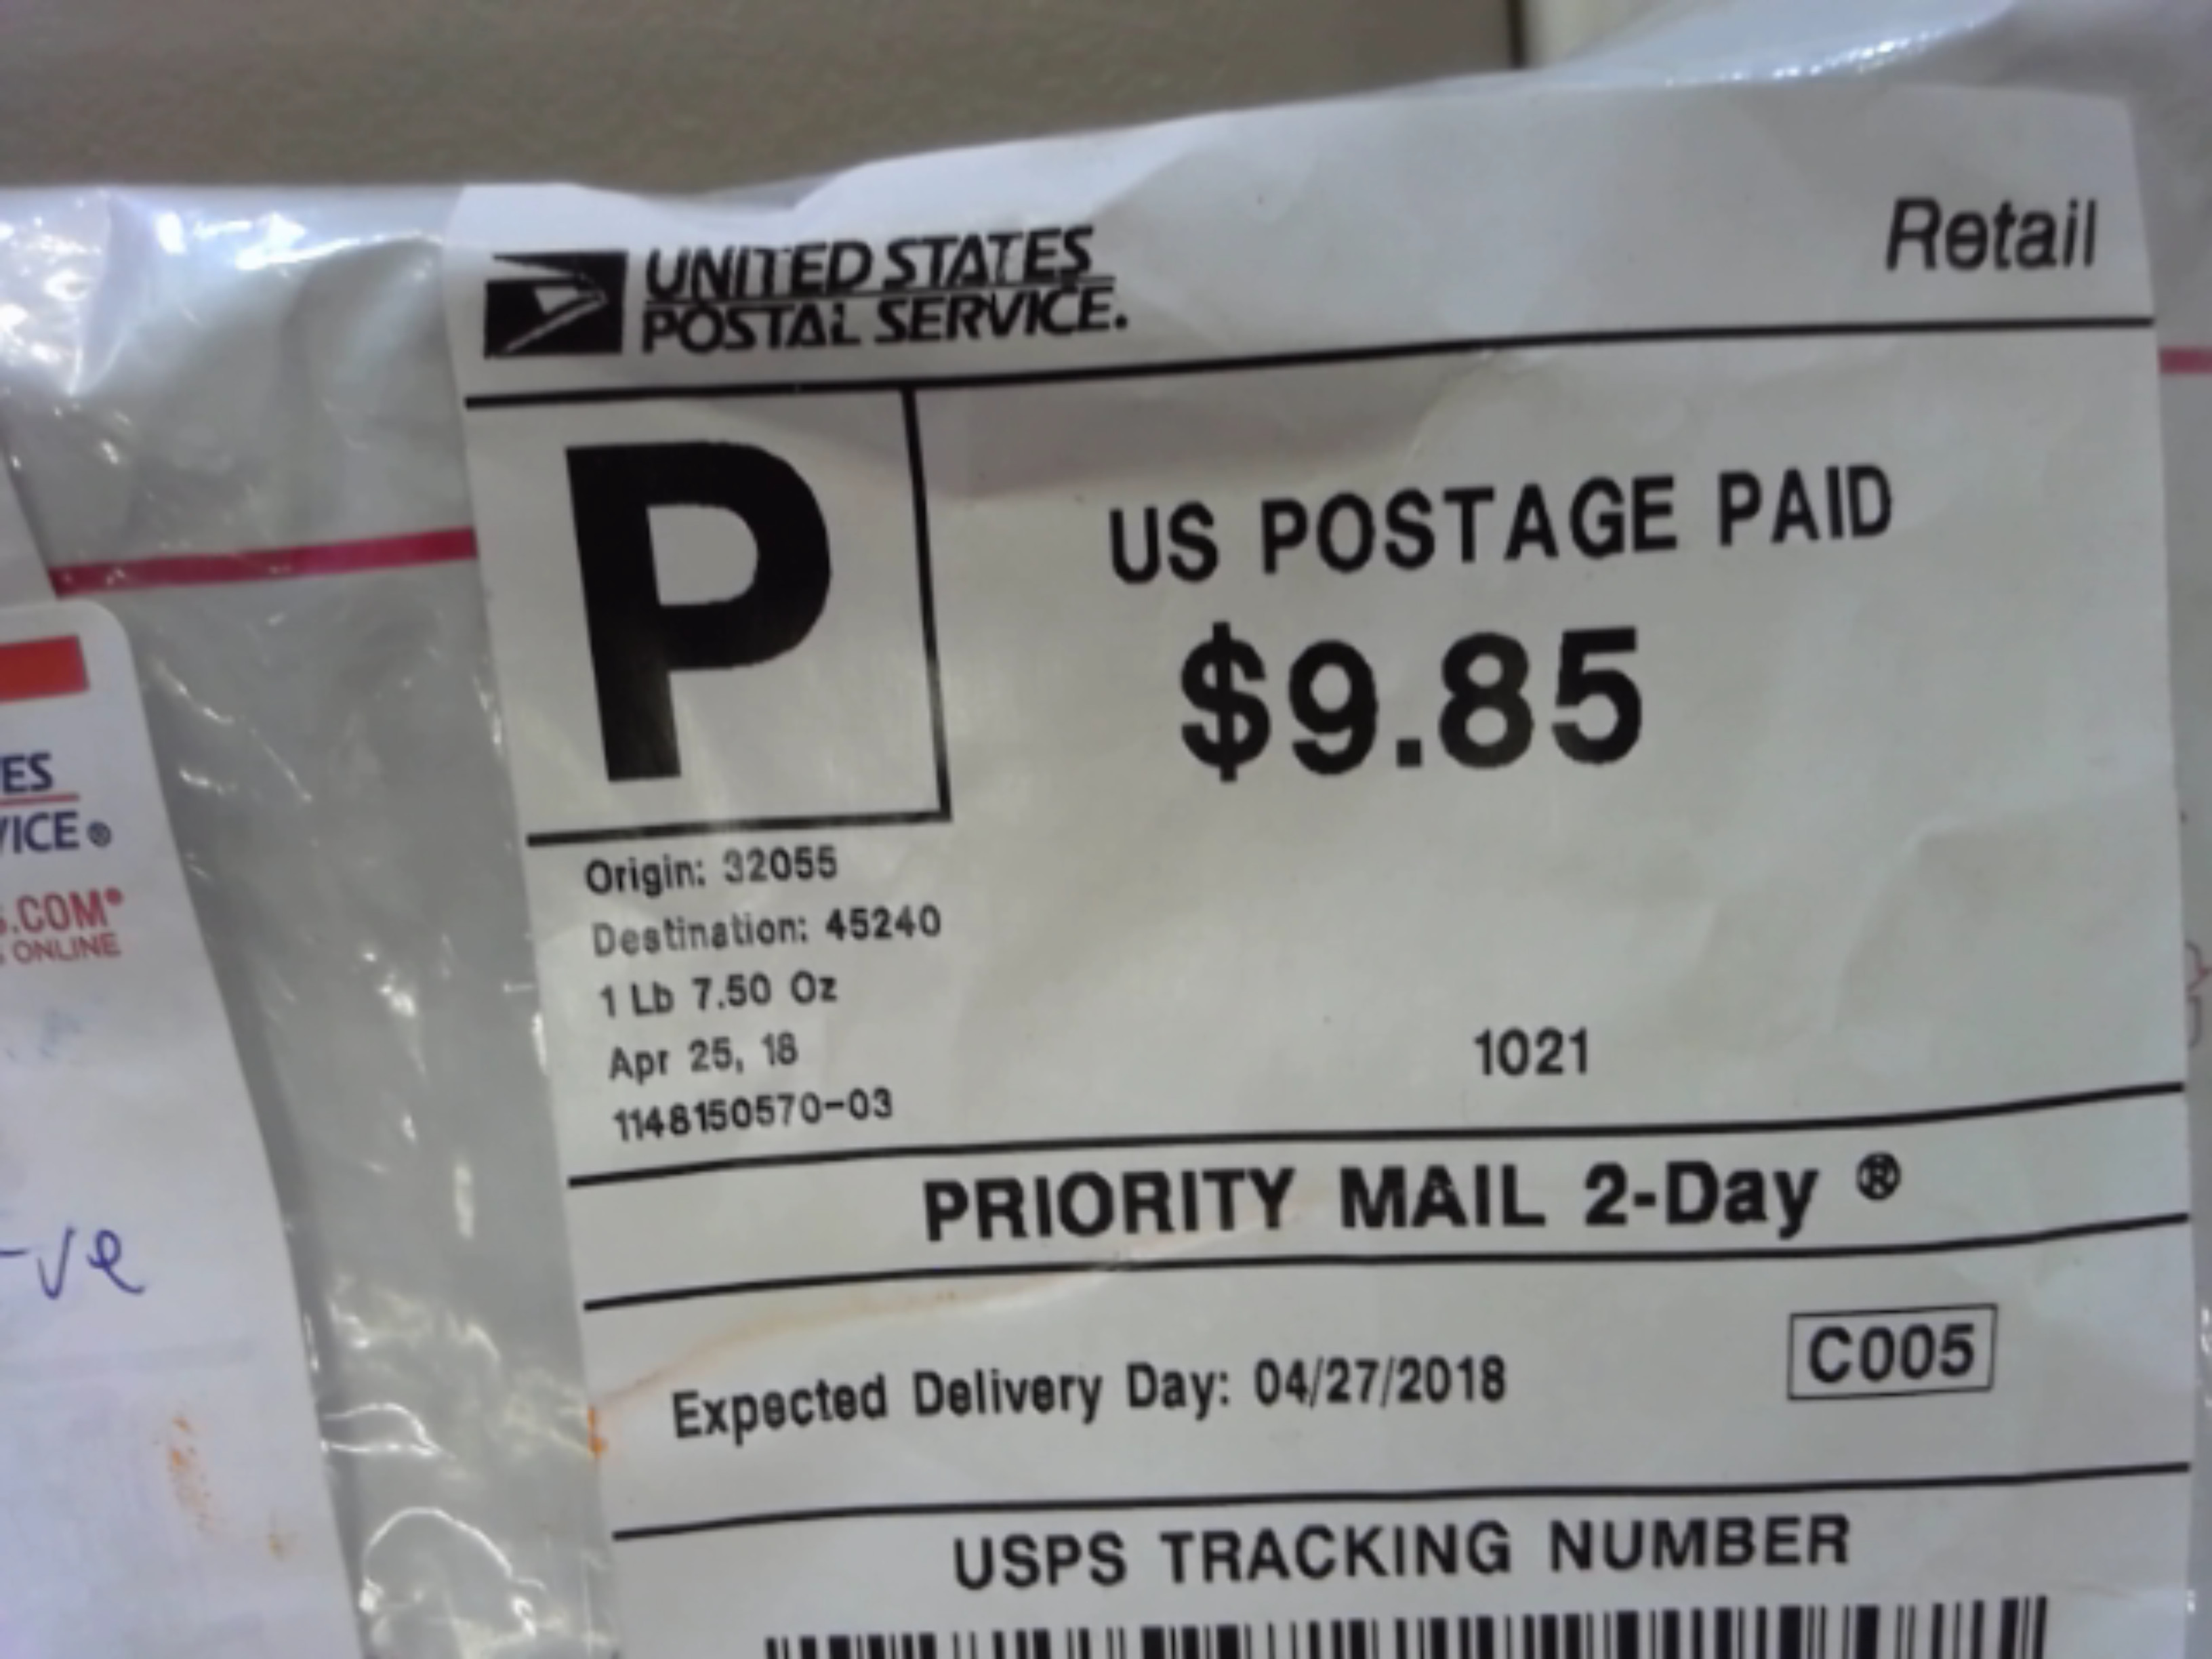 UNITED STATES
POSTAL SERVICE.
Retail
P
US POSTAGE PAID
$9.85
Origin: 32055
Destination: 45240
1 Lb 7.50 Oz
Apr 25, 18
1148150570-03
1021
PRIORITY MAIL 2-Day ®
Expected Delivery Day: 04/27/2018
C005
USPS TRACKING NUMBER
ES
VICE®
.COM®
ONLINE